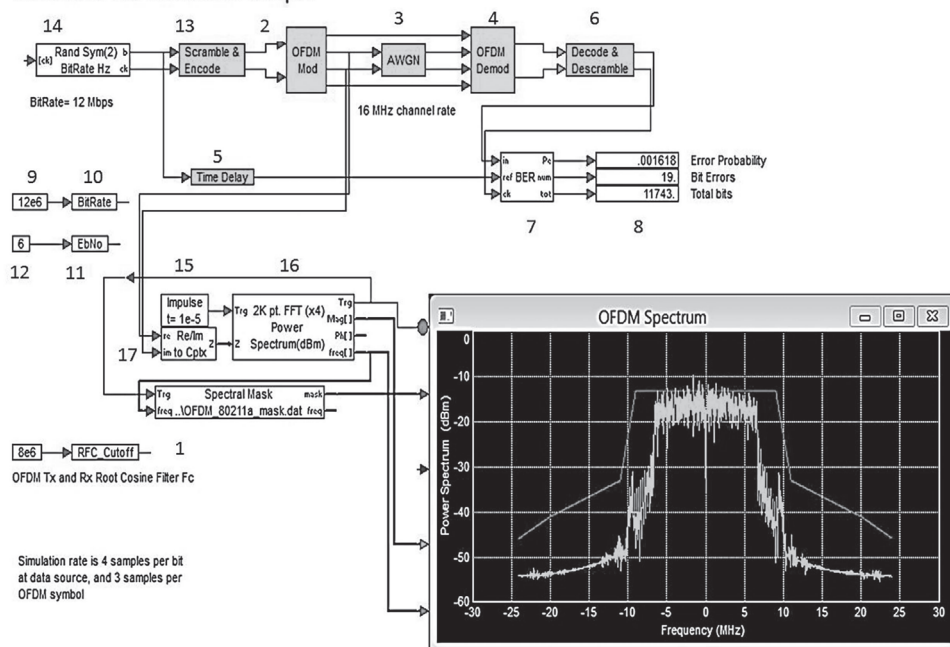 14
13
2
3
4
6
[ck]
Rand Sym(2) b
BitRate Hz ck
Scramble &
Encode
OFDM
Mod
AWGN
OFDM
Demod
Decode &
Descramble
BitRate= 12 Mbps
16 MHz channel rate
5
Time Delay
in Pe
ref BER num
ck tot
.001618 Error Probability
19. Bit Errors
11743. Total bits
7
8
9
10
12e6
BitRate
6
EbNo
12
11
15
16
Impulse
t= 1e-5
Trg 2K pt. FFT (x4) Trg
Power Mag[]
Spectrum(dBm) Ph[]
z freq[]
17
re Re/Im z
im to Cplx
Trg Spectral Mask mask
freq ..\OFDM_80211a_mask.dat freq
8e6
RFC_Cutoff
1
OFDM Tx and Rx Root Cosine Filter Fc
Simulation rate is 4 samples per bit
at data source, and 3 samples per
OFDM symbol
OFDM Spectrum
Power Spectrum (dBm)
0
-10
-20
-30
-40
-50
-60
-30 -25 -20 -15 -10 -5 0 5 10 15 20 25 30
Frequency (MHz)